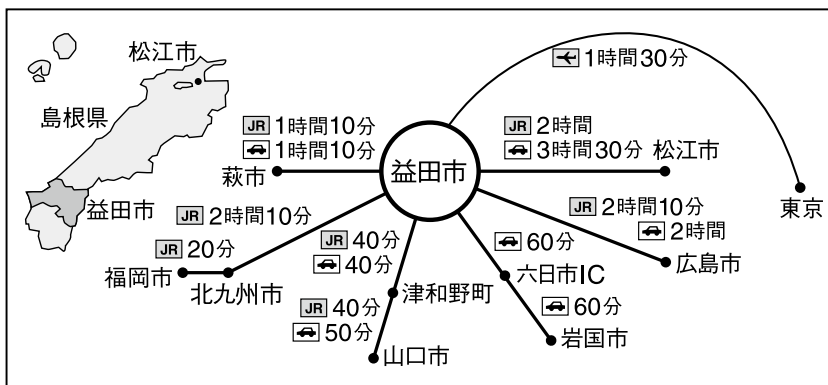 松江市
島根県
益田市
1時間30分
JR 1時間10分
1時間10分
萩市
益田市
JR 2時間
3時間30分
松江市
東京
JR 2時間10分
JR 20分
福岡市
北九州市
JR 40分
40分
津和野町
JR 40分
50分
山口市
60分
六日市IC
60分
岩国市
JR 2時間10分
2時間
広島市